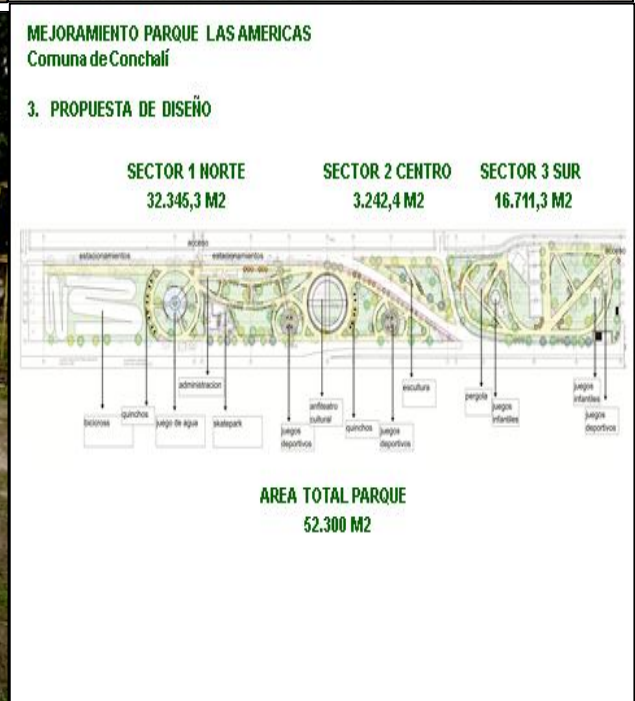 MEJORAMIENTO PARQUE LAS AMERICAS
Comuna de Conchalí
3. PROPUESTA DE DISEÑO
SECTOR 1 NORTE
32.345,3 M2
SECTOR 2 CENTRO
3.242,4 M2
SECTOR 3 SUR
16.711,3 M2
acceso
estacionamientos
estacionamientos
acceso
administracion
bicicross
quinchos
juego de agua
skatepark
juegos
deportivos
anfiteatro
cultural
quinchos
juegos
deportivos
escultura
pergola
juegos
infantiles
juegos
infantiles
juegos
deportivos
AREA TOTAL PARQUE
52.300 M2